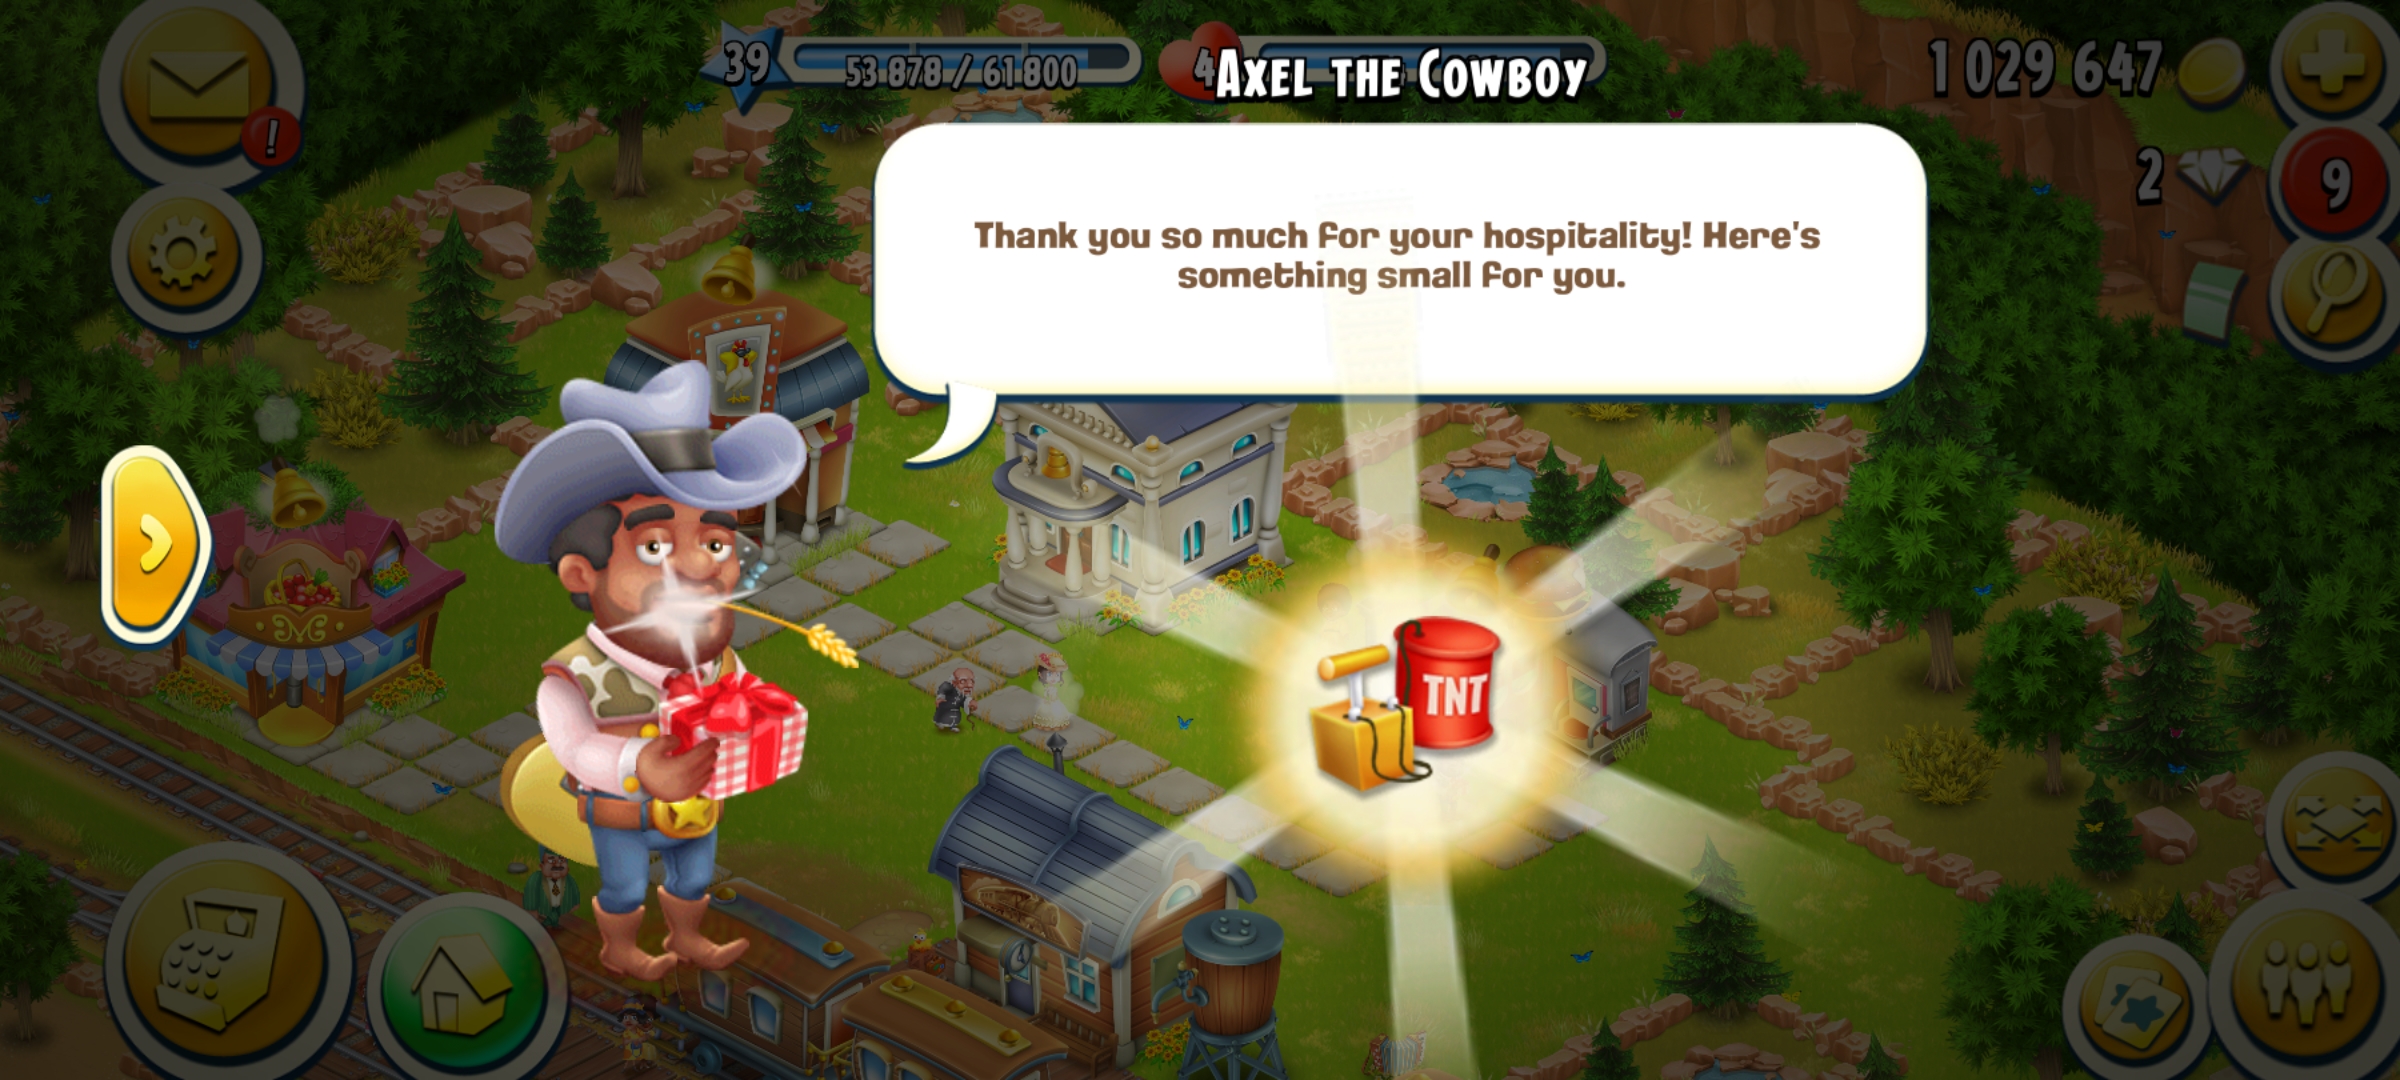 39
53 878 / 61 800
4
AXEL THE COWBOY
1 029 647
2
9
!
Thank you so much for your hospitality! Here's
something small for you.
TNT